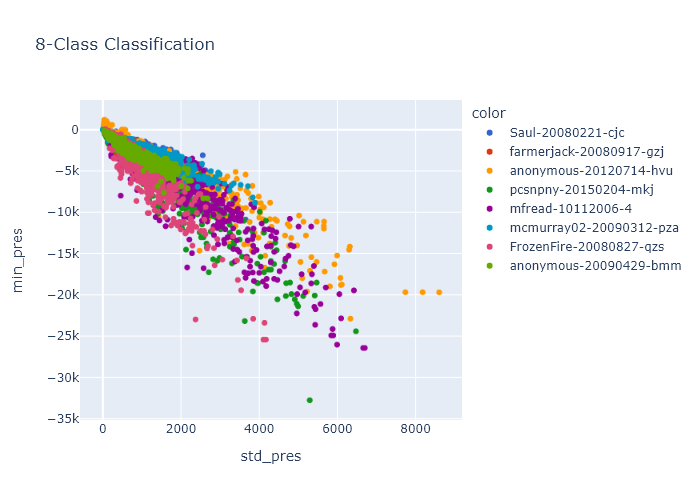 8-Class Classification
color
Saul-20080221-cjc
farmerjack-20080917-gzj
anonymous-20120714-hvu
pcsnpny-20150204-mkj
mfread-10112006-4
mcmurray02-20090312-pza
FrozenFire-20080827-qzs
anonymous-20090429-bmm
min_pres
0
−5k
−10k
−15k
−20k
−25k
−30k
−35k
0
2000
4000
6000
8000
std_pres